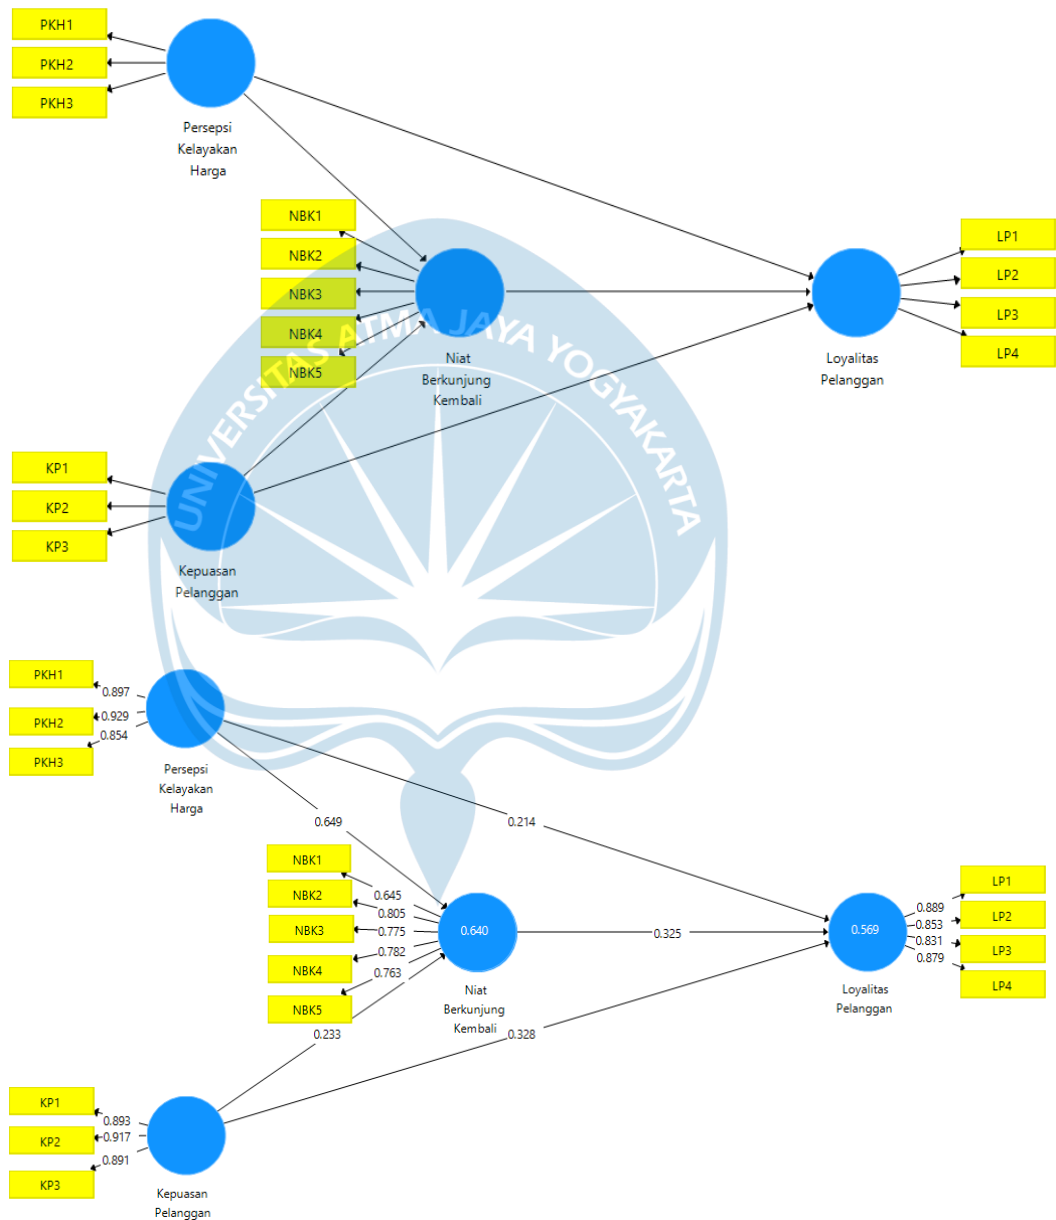 PKH1
PKH2
PKH3
Persepsi
Kelayakan
Harga
NBK1
NBK2
NBK3
NBK4
NBK5
Niat
Berkunjung
Kembali
LP1
LP2
LP3
LP4
Loyalitas
Pelanggan
UNIVERSITAS ATMA JAYA YOGYAKARTA
KP1
KP2
KP3
Kepuasan
Pelanggan
PKH1
PKH2
PKH3
0.897
0.929
0.854
Persepsi
Kelayakan
Harga
0.649
0.214
NBK1
NBK2
NBK3
NBK4
NBK5
0.645
0.805
0.775
0.782
0.763
0.640
Niat
Berkunjung
Kembali
0.325
0.569
Loyalitas
Pelanggan
0.889
0.853
0.831
0.879
LP1
LP2
LP3
LP4
0.233
0.328
KP1
KP2
KP3
0.893
0.917
0.891
Kepuasan
Pelanggan